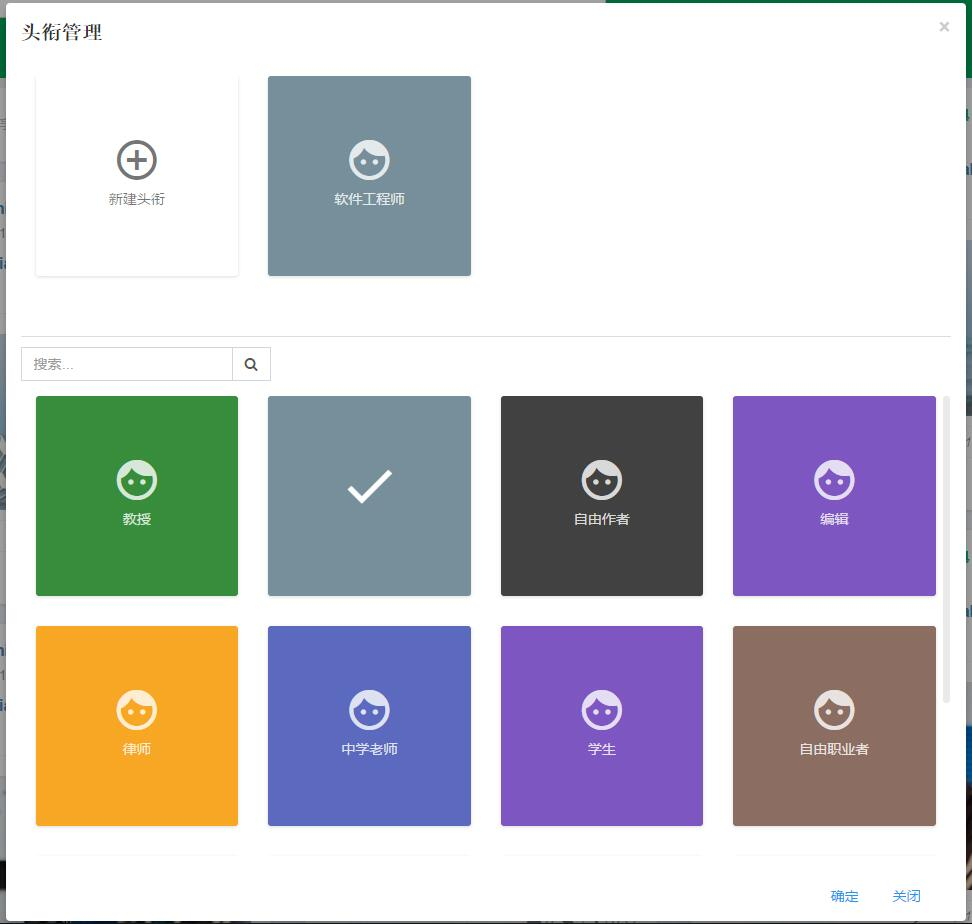 头衔管理
×
新建头衔
软件工程师
搜索...
教授
自由作者
编辑
律师
中学老师
学生
自由职业者
确定
关闭